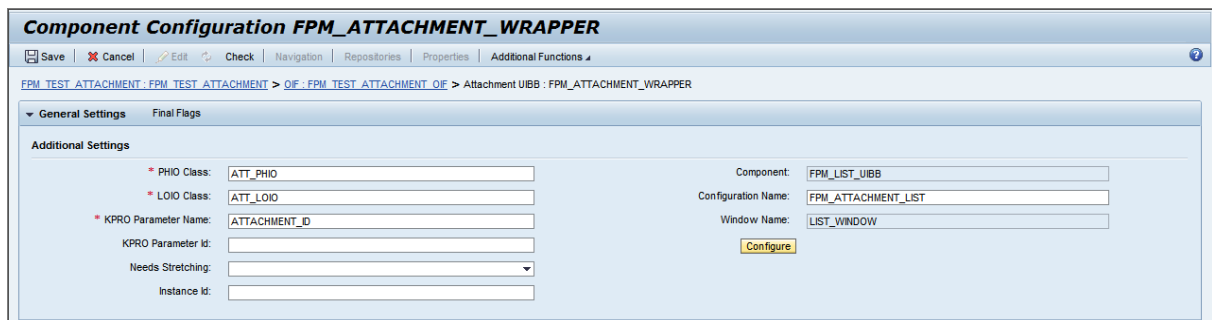 Component Configuration FPM_ATTACHMENT_WRAPPER
Save Cancel Edit Check Navigation Repositories Properties Additional Functions
FPM_TEST_ATTACHMENT : FPM_TEST_ATTACHMENT > OIF : FPM_TEST_ATTACHMENT_OIF > Attachment UIBB : FPM_ATTACHMENT_WRAPPER
General Settings Final Flags
Additional Settings
* PHIO Class: ATT_PHIO Component: FPM_LIST_UIBB
* LOIO Class: ATT_LOIO Configuration Name: FPM_ATTACHMENT_LIST
* KPRO Parameter Name: ATTACHMENT_ID Window Name: LIST_WINDOW
KPRO Parameter Id: Configure
Needs Stretching:
Instance Id: